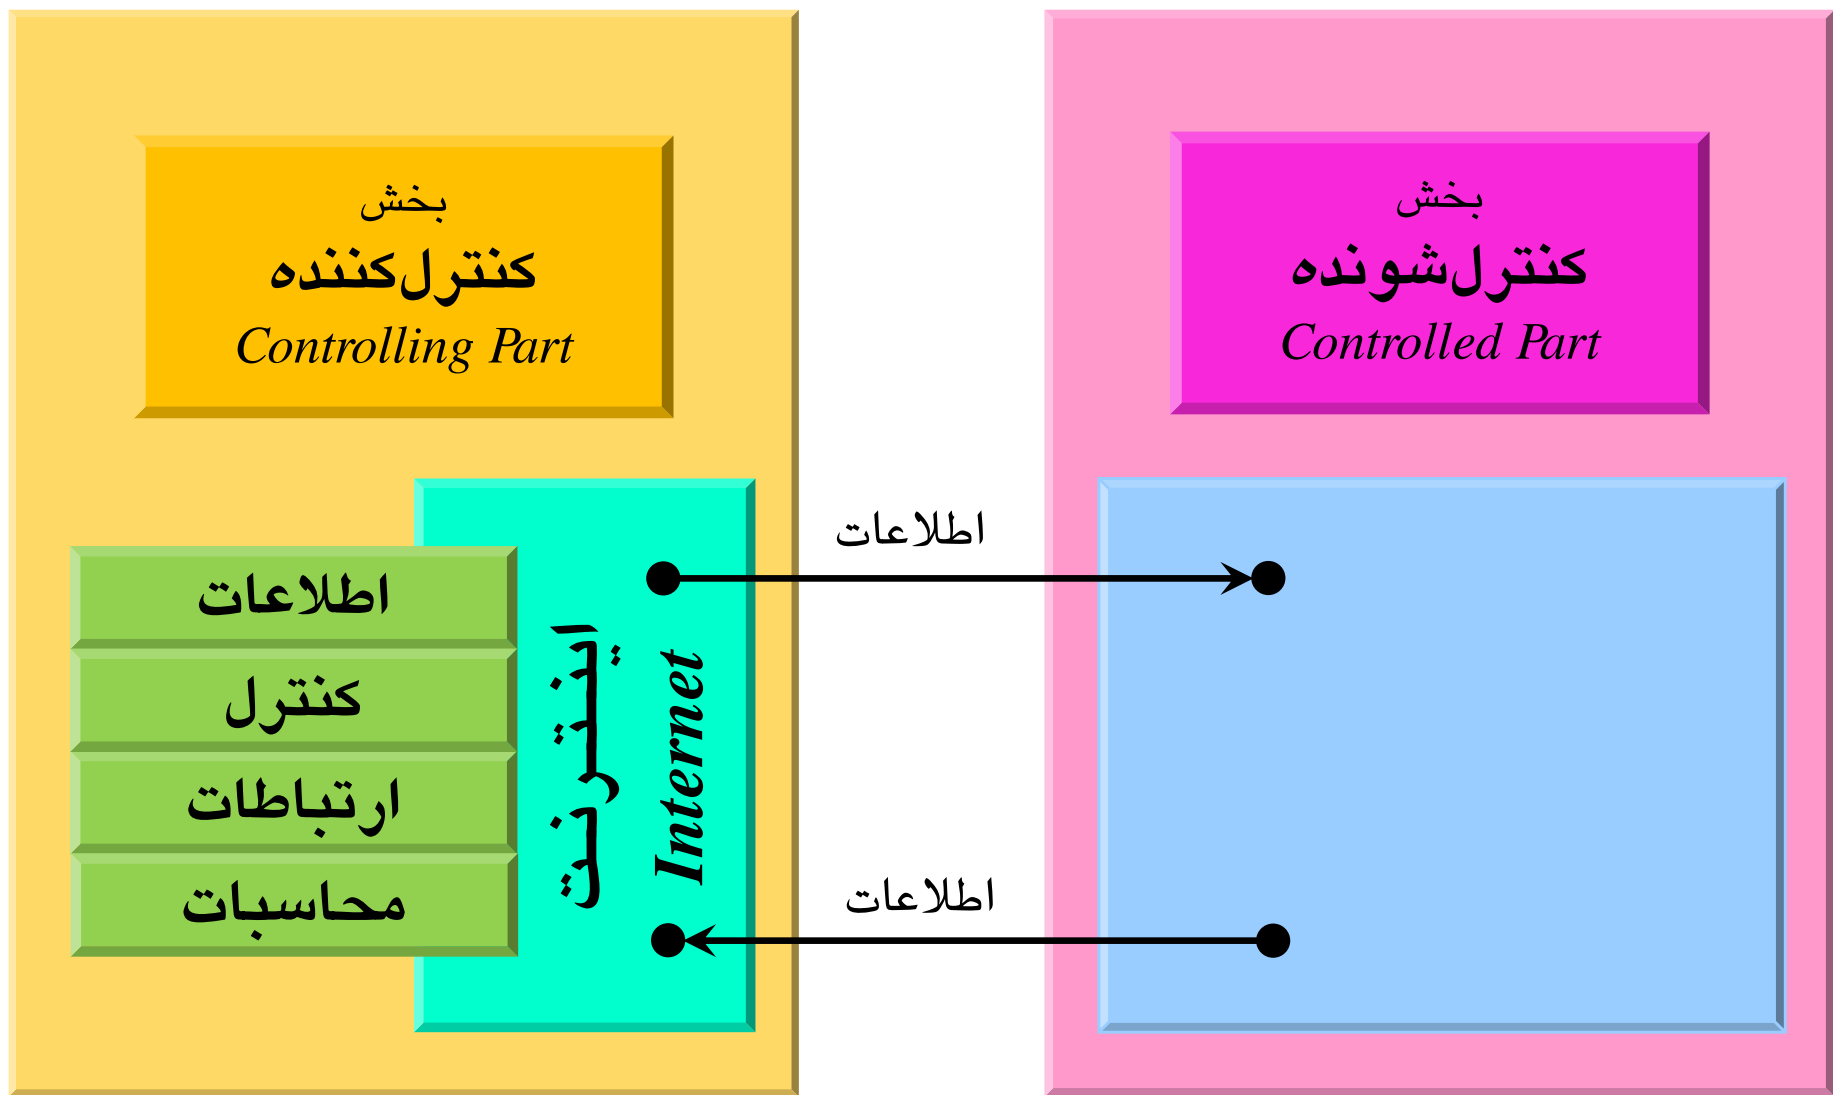 بخش
کنترل‌کننده
Controlling Part
بخش
کنترل‌شونده
Controlled Part
اطلاعات
کنترل
ارتباطات
محاسبات
اینترنت
Internet
اطلاعات
اطلاعات